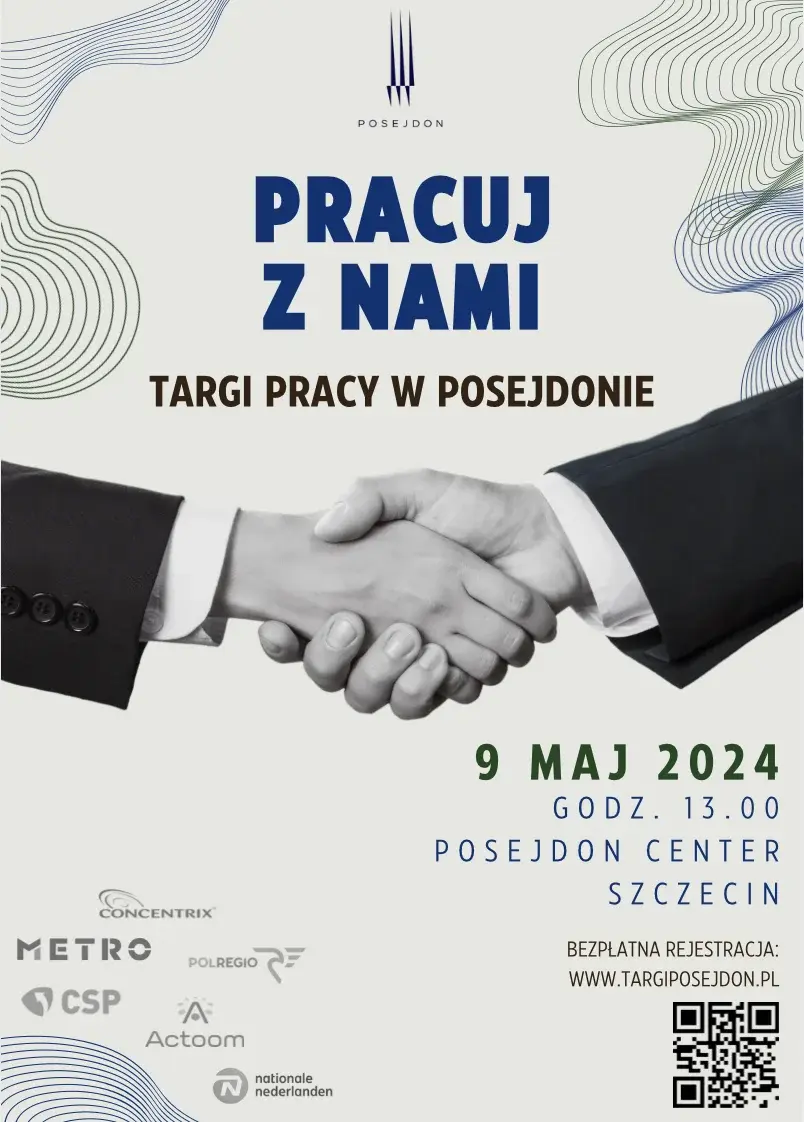 POSEJDON
PRACUJ
Z NAMI
TARGI PRACY W POSEJDONIE
9 MAJ 2024
GODZ. 13.00
POSEJDON CENTER
SZCZECIN
BEZPŁATNA REJESTRACJA:
WWW.TARGIPOSEJDON.PL
CONCENTRIX
METRO
POLREGIO
CSP
Actoom
nationale
nederlanden